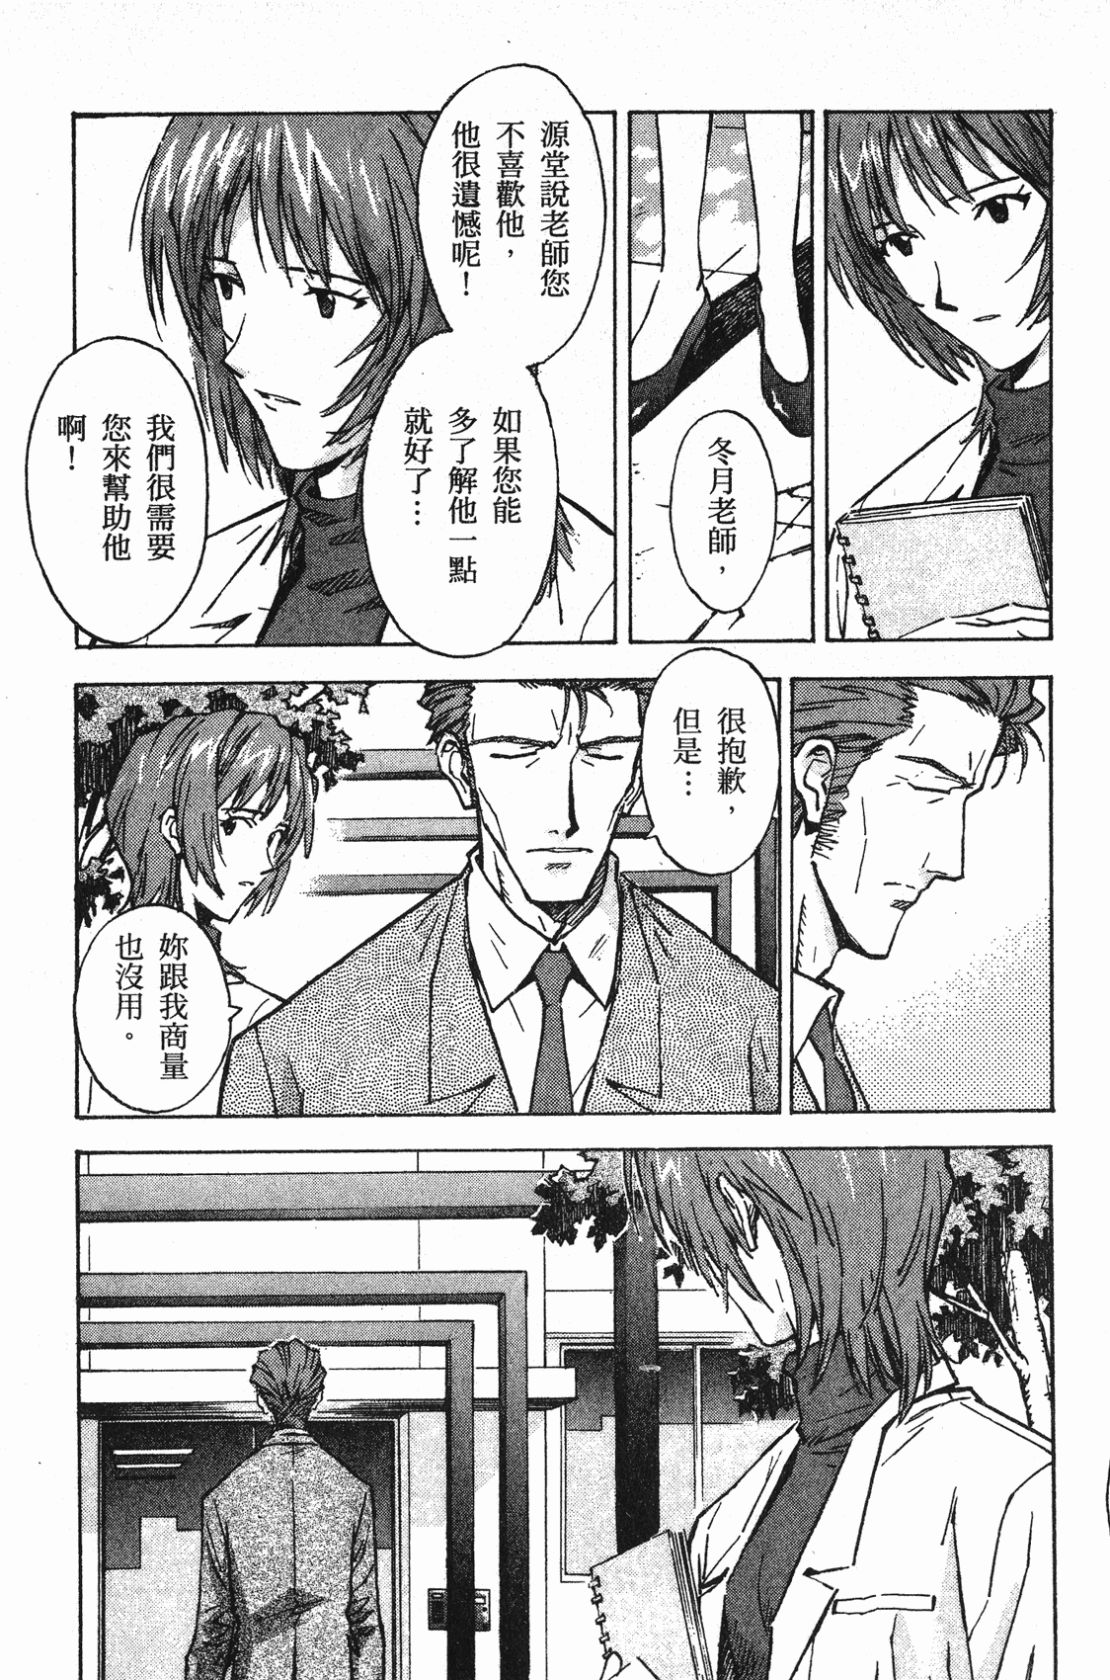 冬月老師，
源堂說老師您
不喜歡他，
他很遺憾呢！
如果您能
多了解他一點
就好了…
我們很需要
您來幫助他
啊！
很抱歉，
但是…
妳跟我商量
也沒用。